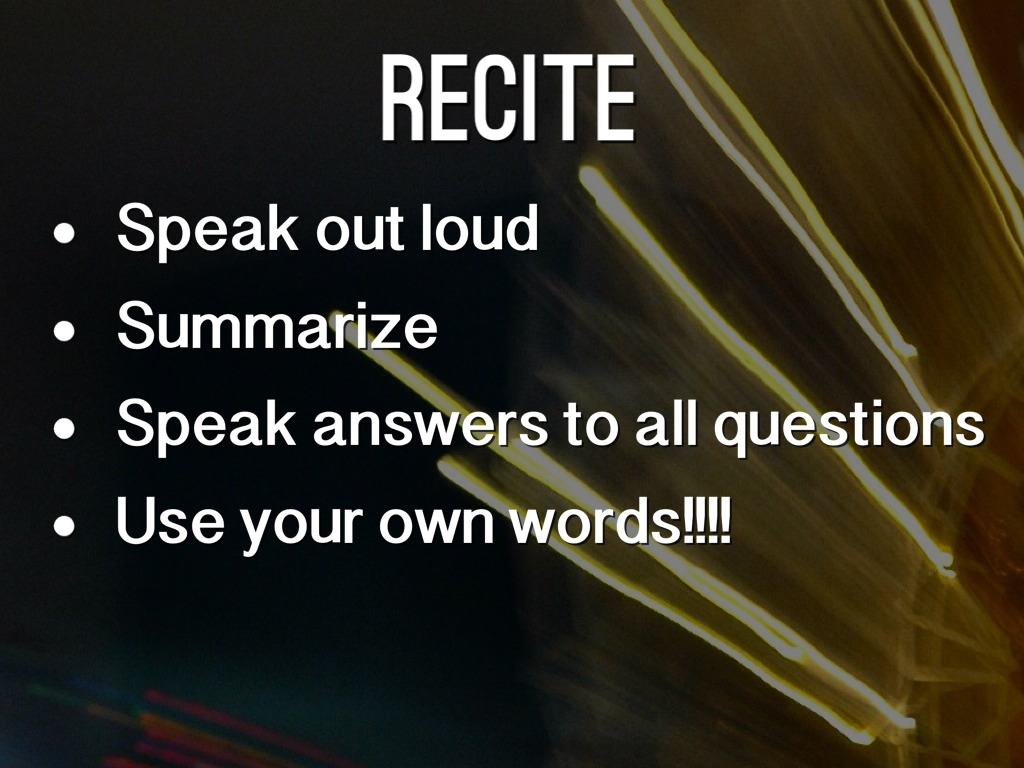 RECITE
• Speak out loud
• Summarize
• Speak answers to all questions
• Use your own words!!!!